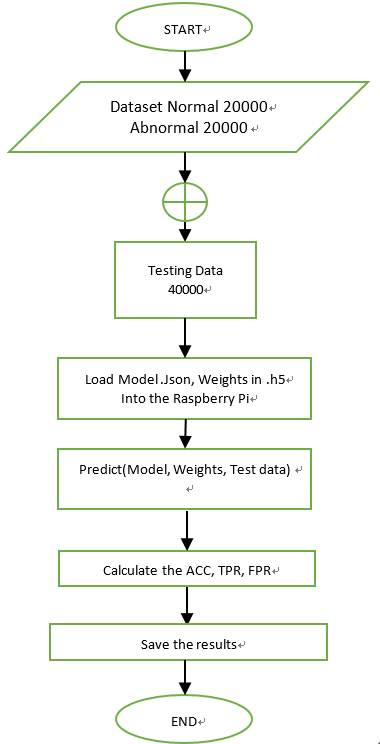 START
Dataset Normal 20000
Abnormal 20000
Testing Data
40000
Load Model .Json, Weights in .h5
Into the Raspberry Pi
Predict(Model, Weights, Test data)
Calculate the ACC, TPR, FPR
Save the results
END